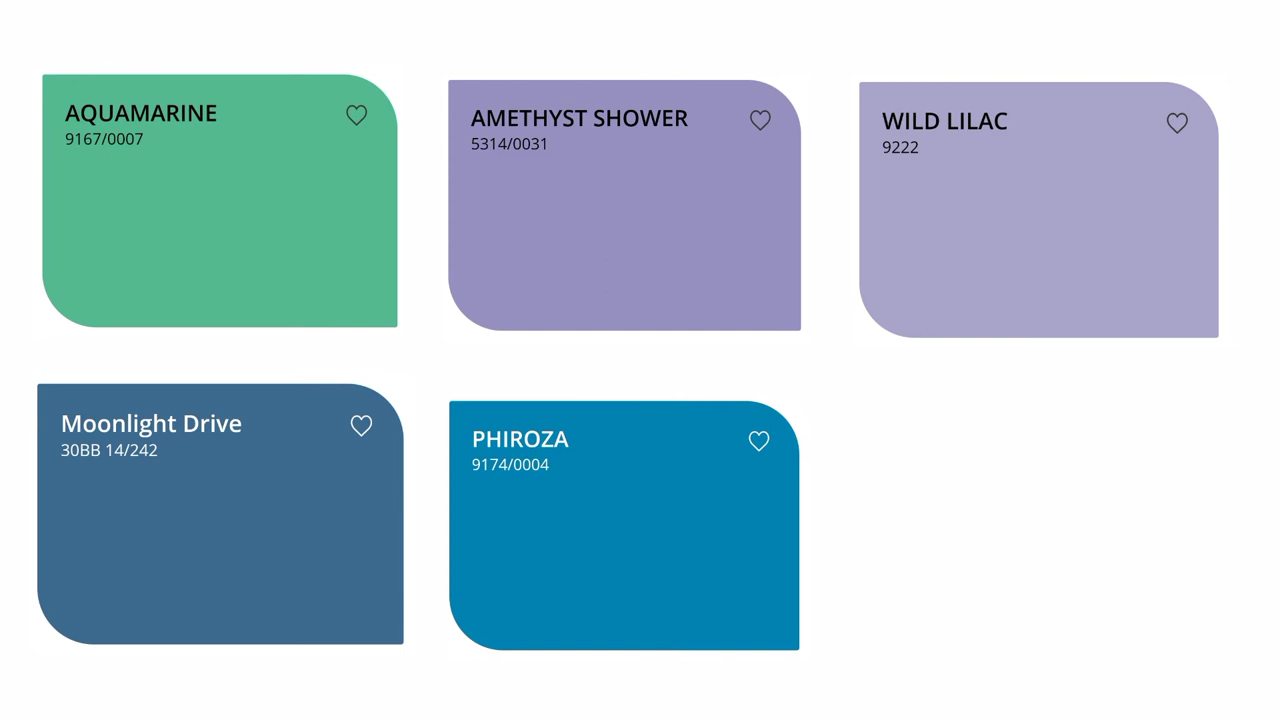 AQUAMARINE
9167/0007
AMETHYST SHOWER
5314/0031
WILD LILAC
9222
Moonlight Drive
30BB 14/242
PHIROZA
9174/0004